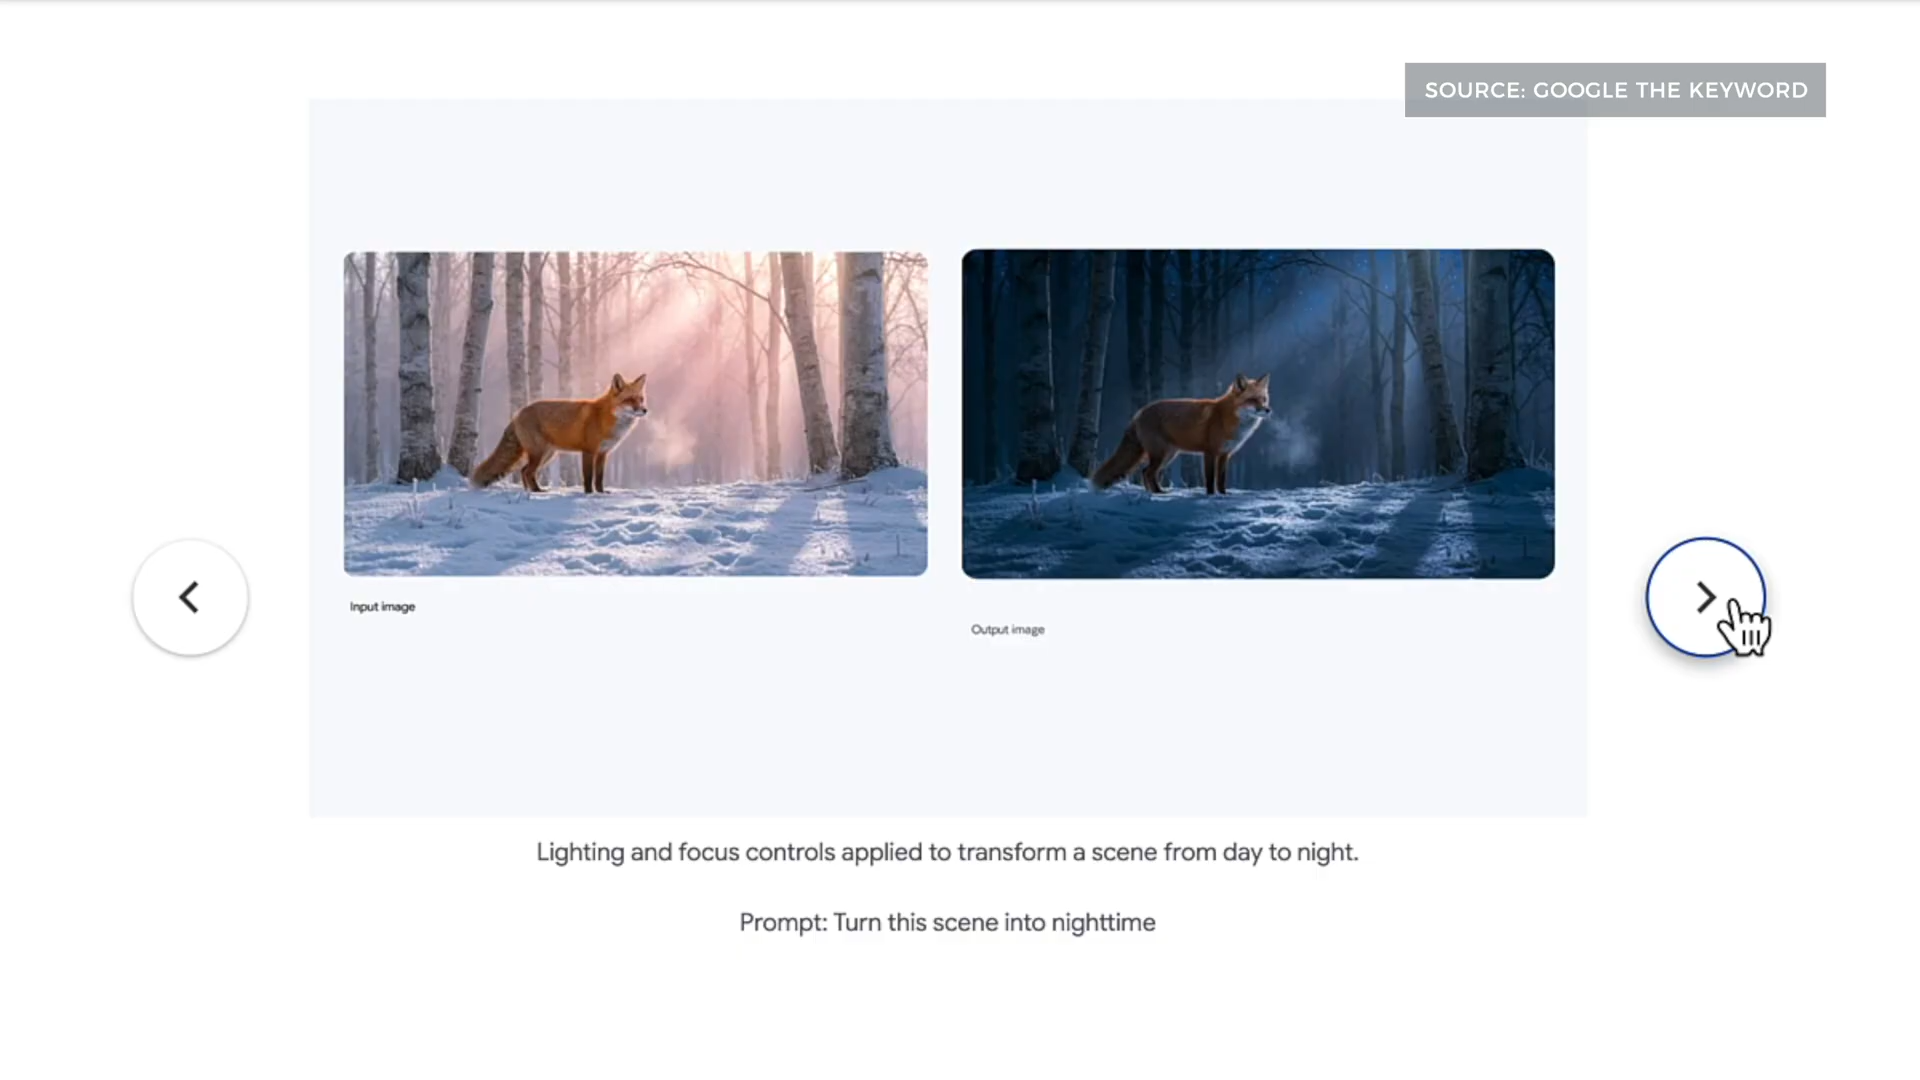 SOURCE: GOOGLE THE KEYWORD
Input image
Output image
Lighting and focus controls applied to transform a scene from day to night.
Prompt: Turn this scene into nighttime